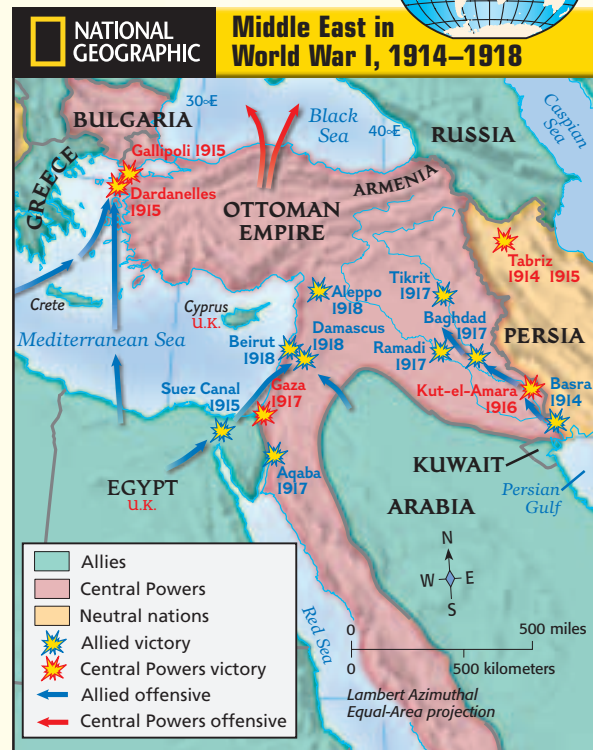 NATIONAL
GEOGRAPHIC
Middle East in
World War I, 1914–1918
30∞E
Black
Sea
40∞E
Caspian
Sea
BULGARIA
RUSSIA
GREECE
Gallipoli 1915
Dardanelles
1915
ARMENIA
OTTOMAN
EMPIRE
Tabriz
1914 1915
Crete
Cyprus
U.K.
Aleppo
1918
Tikrit
1917
Baghdad
1917
PERSIA
Mediterranean Sea
Beirut
1918
Damascus
1918
Ramadi
1917
Suez Canal
1915
Gaza
1917
Kut-el-Amara
1916
Basra
1914
Aqaba
1917
EGYPT
U.K.
KUWAIT
Persian
Gulf
ARABIA
Red Sea
N
W
E
S
Allies
Central Powers
Neutral nations
Allied victory
Central Powers victory
Allied offensive
Central Powers offensive
0
500 miles
0
500 kilometers
Lambert Azimuthal
Equal-Area projection